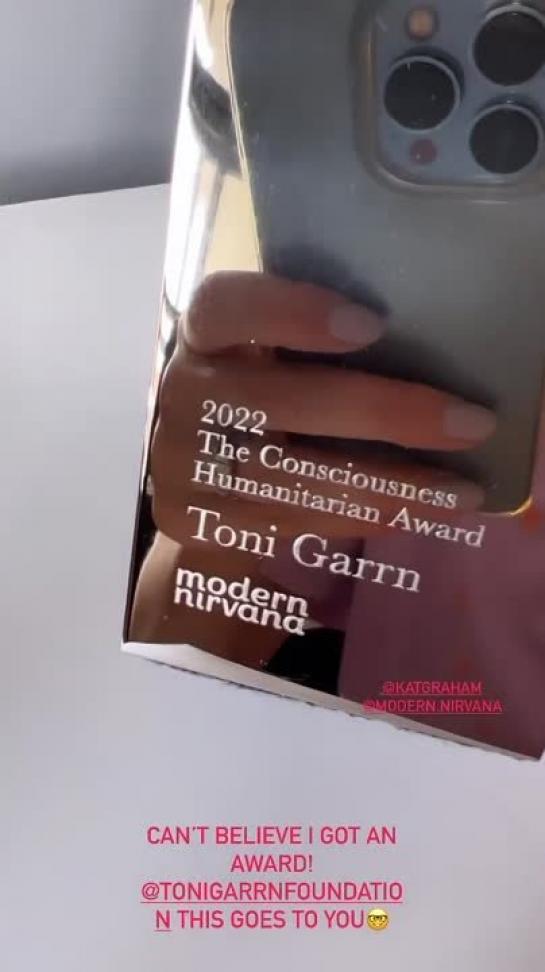 2022
The Consciousness
Humanitarian Award
Toni Garrn
modern
nirvana
@KATGRAHAM
@MODERN.NIRVANA
CAN'T BELIEVE I GOT AN
AWARD!
@TONIGARRNFOUNDATIO
N THIS GOES TO YOU🤓